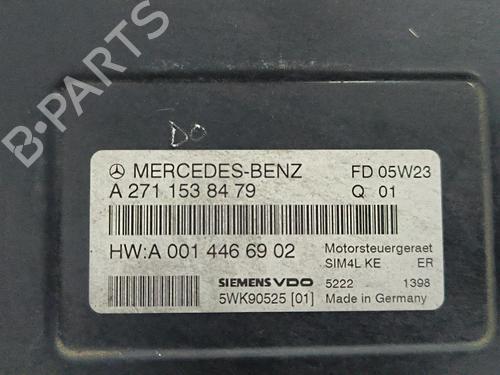 B-PARTS
DO
MERCEDES-BENZ FD 05W23
A 271 153 84 79 Q 01
HW:A 001 446 69 02 Motorsteuergeraet
SIM4L KE ER
SIEMENS VDO 5222 1398
5WK90525 [01] Made in Germany